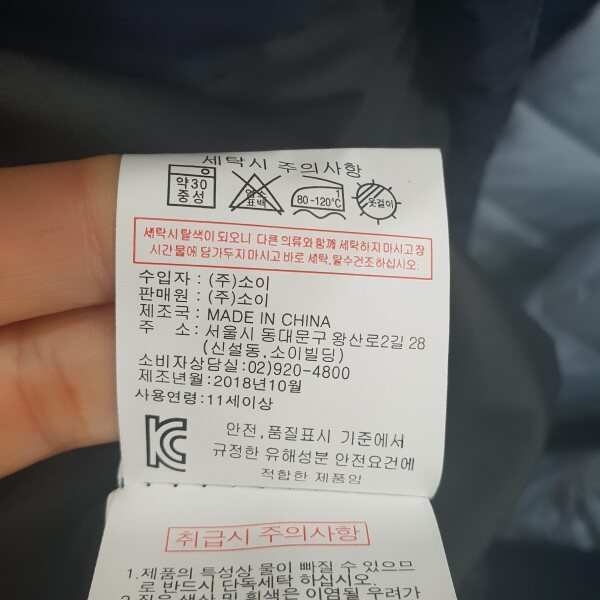 세탁시 주의사항
약30
중성
염소
표백
1
80-120℃
옷걸이
세탁시 탈색이 되오니 다른 의류와 함께 세탁하지 마시고 장
시간 물에 담가두지 마시고 바로 세탁, 탈수건조하십시오.
수입자 : (주)소이
판매원 : (주)소이
제조국 : MADE IN CHINA
주 소 : 서울시 동대문구 왕산로2길 28
(신설동, 소이빌딩)
소비자상담실:02)920-4800
제조년월:2018년10월
사용연령:11세이상
안전, 품질표시 기준에서
규정한 유해성분 안전요건에
적합한 제품임
취급시 주의사항
1.제품의 특성상 물이 빠질 수 있으므
로 반드시 단독세탁 하십시오.